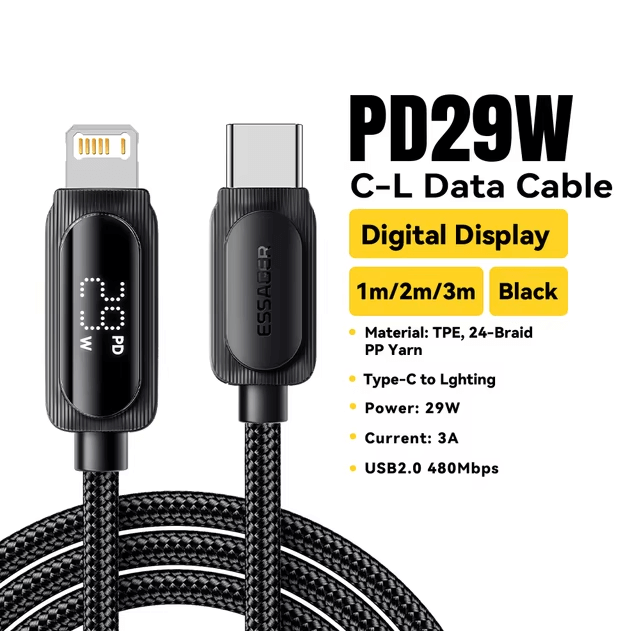 PD29W
C-L Data Cable
Digital Display
1m/2m/3m
Black
Material: TPE, 24-Braid
PP Yarn
Type-C to Lghting
Power: 29W
Current: 3A
USB2.0 480Mbps
29
PD
W
ESSAGER